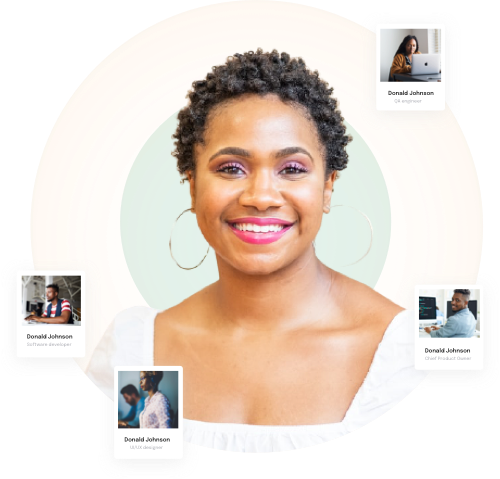 Donald Johnson
QA engineer
Donald Johnson
Software developer
Donald Johnson
Chief Product Owner
Donald Johnson
UI/UX designer